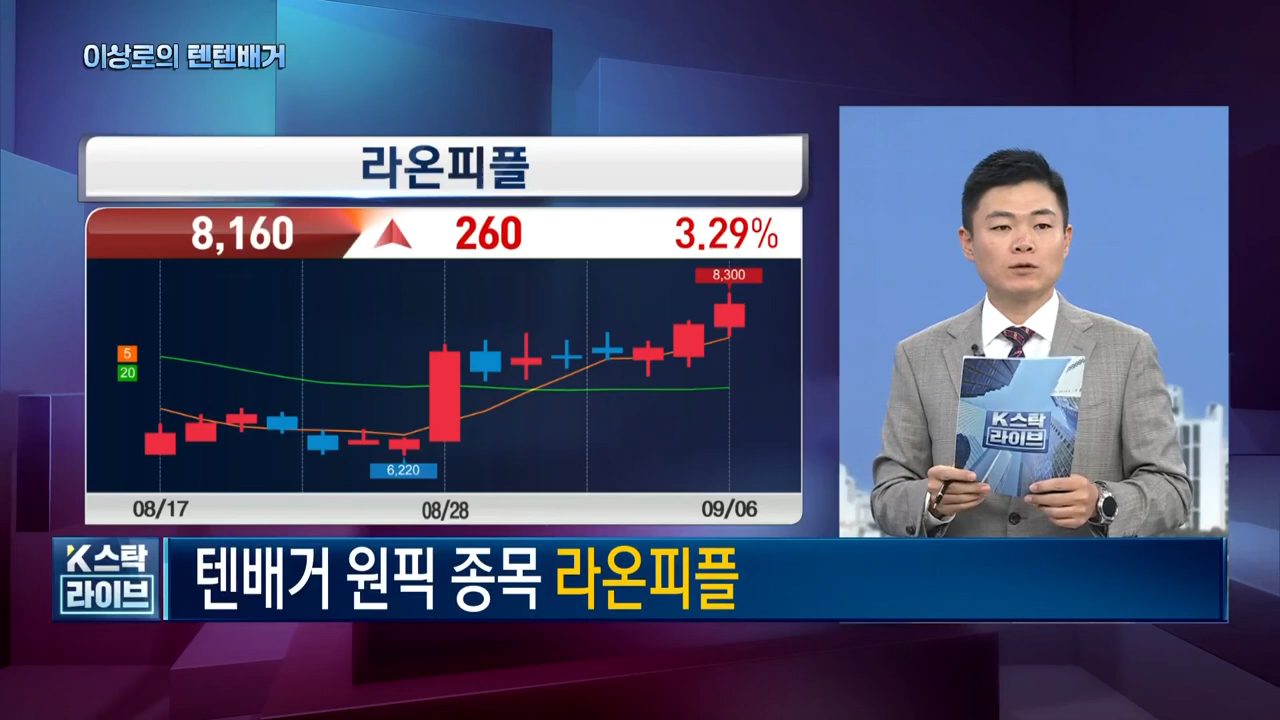 이상로의 텐텐배거
라온피플
8,160 ▲ 260 3.29%
8,300
5
20
6,220
08/17 08/28 09/06
K스탁
라이브
텐배거 원픽 종목 라온피플
K스탁
라이브